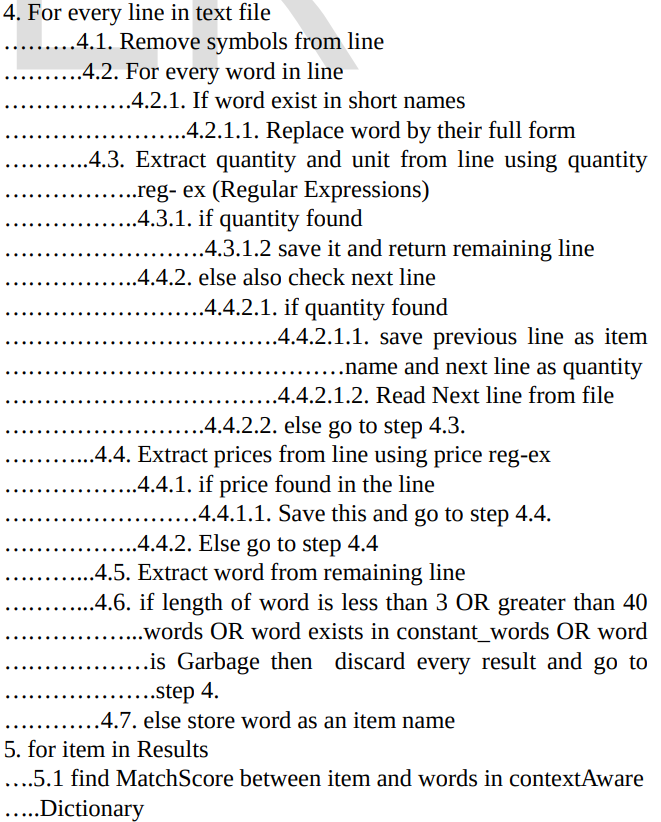 4. For every line in text file
………4.1. Remove symbols from line
……….4.2. For every word in line
…………….4.2.1. If word exist in short names
…………………..4.2.1.1. Replace word by their full form
………..4.3. Extract quantity and unit from line using quantity
……………..reg- ex (Regular Expressions)
……………..4.3.1. if quantity found
…………………….4.3.1.2 save it and return remaining line
……………..4.4.2. else also check next line
…………………….4.4.2.1. if quantity found
…………………………….4.4.2.1.1. save previous line as item
……………………………………name and next line as quantity
…………………………….4.4.2.1.2. Read Next line from file
…………………….4.4.2.2. else go to step 4.3.
………...4.4. Extract prices from line using price reg-ex
……………..4.4.1. if price found in the line
……………………4.4.1.1. Save this and go to step 4.4.
……………..4.4.2. Else go to step 4.4
………...4.5. Extract word from remaining line
………...4.6. if length of word is less than 3 OR greater than 40
……………...words OR word exists in constant_words OR word
………………is Garbage then discard every result and go to
……………….step 4.
…………4.7. else store word as an item name
5. for item in Results
….5.1 find MatchScore between item and words in contextAware
…..Dictionary